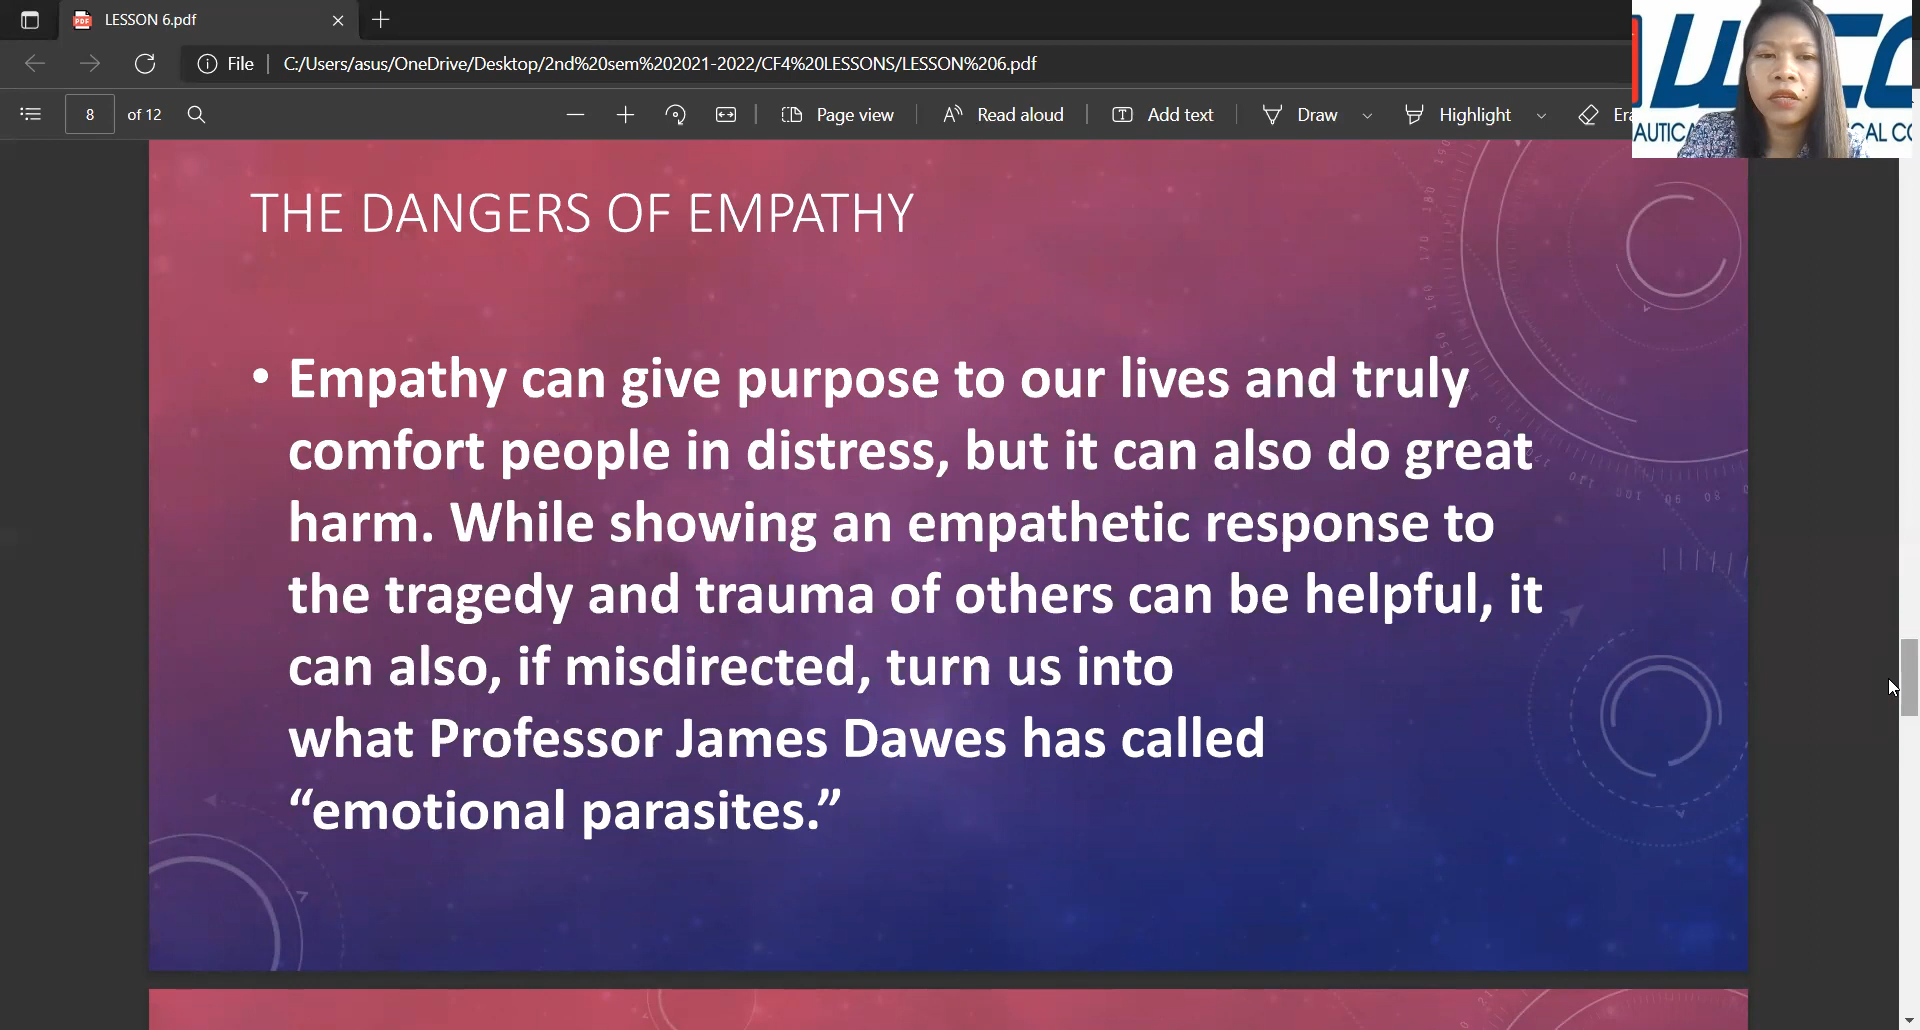 LESSON 6.pdf
File
C:/Users/asus/OneDrive/Desktop/2nd%20sem%202021-2022/CF4%20LESSONS/LESSON%206.pdf
8 of 12
Page view
Read aloud
Add text
Draw
Highlight
THE DANGERS OF EMPATHY
• Empathy can give purpose to our lives and truly
comfort people in distress, but it can also do great
harm. While showing an empathetic response to
the tragedy and trauma of others can be helpful, it
can also, if misdirected, turn us into
what Professor James Dawes has called
“emotional parasites.”